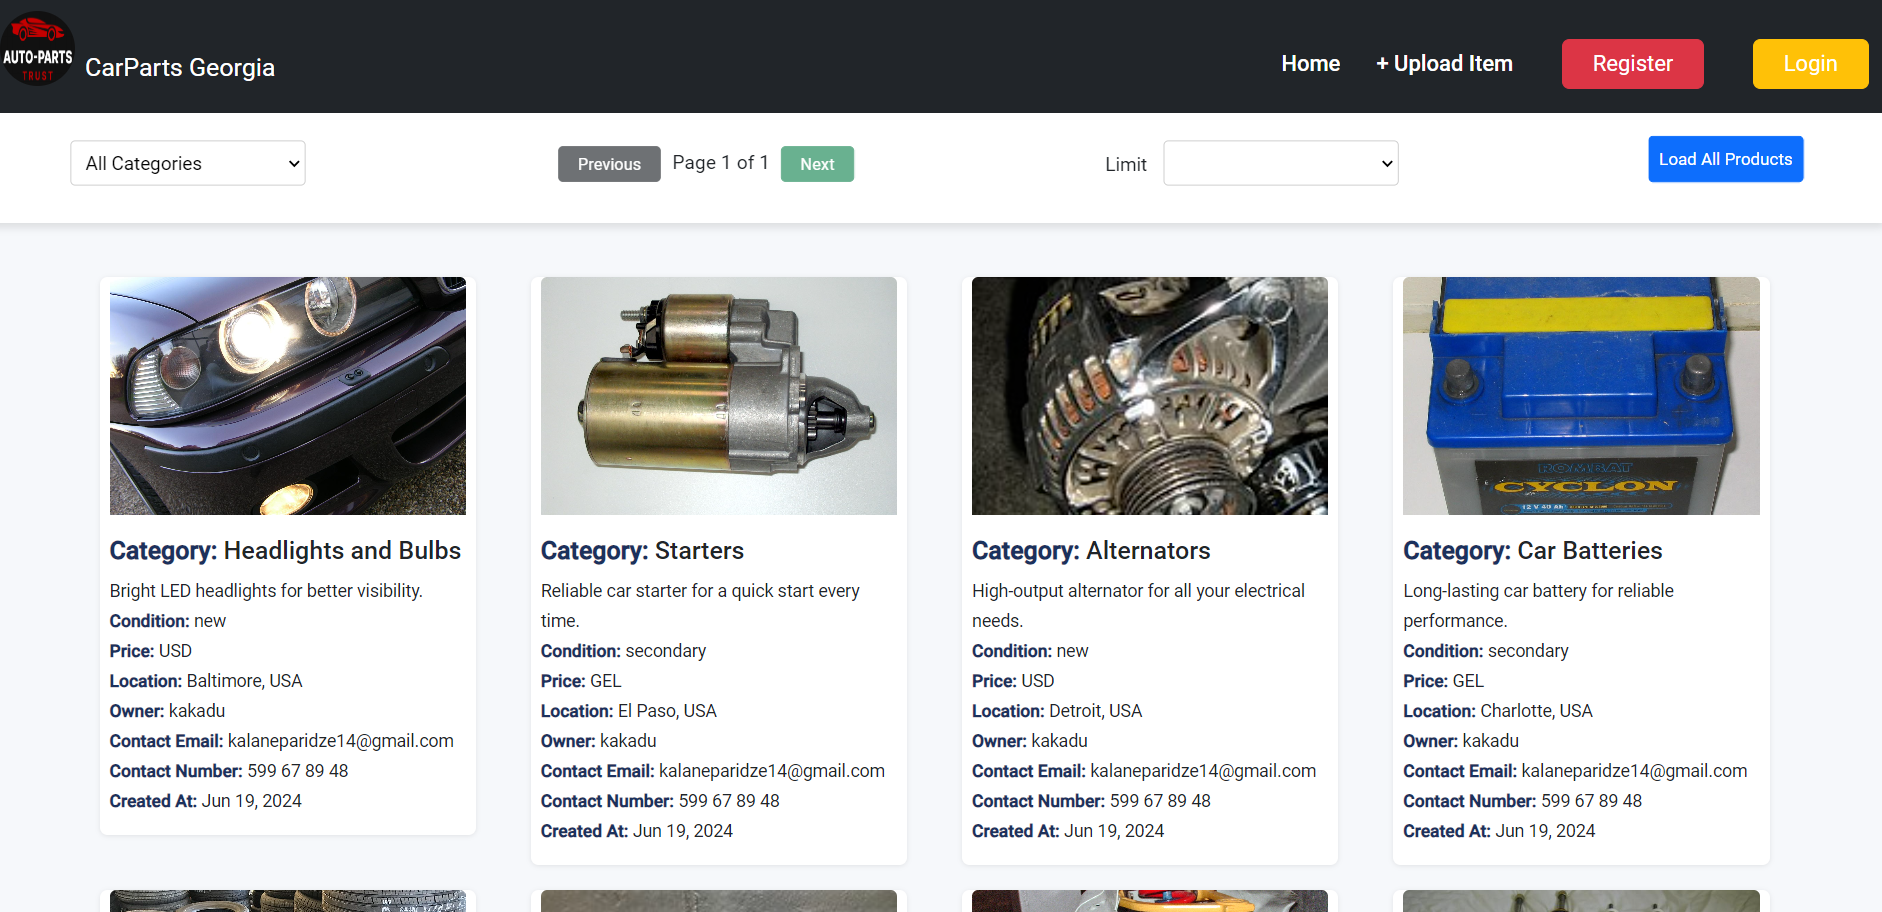 AUTO-PARTS
TRUST
CarParts Georgia
Home
+ Upload Item
Register
Login
All Categories
Previous
Page 1 of 1
Next
Limit
Load All Products
Category: Headlights and Bulbs
Bright LED headlights for better visibility.
Condition: new
Price: USD
Location: Baltimore, USA
Owner: kakadu
Contact Email: kalaneparidze14@gmail.com
Contact Number: 599 67 89 48
Created At: Jun 19, 2024
Category: Starters
Reliable car starter for a quick start every
time.
Condition: secondary
Price: GEL
Location: El Paso, USA
Owner: kakadu
Contact Email: kalaneparidze14@gmail.com
Contact Number: 599 67 89 48
Created At: Jun 19, 2024
Category: Alternators
High-output alternator for all your electrical
needs.
Condition: new
Price: USD
Location: Detroit, USA
Owner: kakadu
Contact Email: kalaneparidze14@gmail.com
Contact Number: 599 67 89 48
Created At: Jun 19, 2024
ROMBAT
CYCLON
12 V 40 Ah
Category: Car Batteries
Long-lasting car battery for reliable
performance.
Condition: secondary
Price: GEL
Location: Charlotte, USA
Owner: kakadu
Contact Email: kalaneparidze14@gmail.com
Contact Number: 599 67 89 48
Created At: Jun 19, 2024